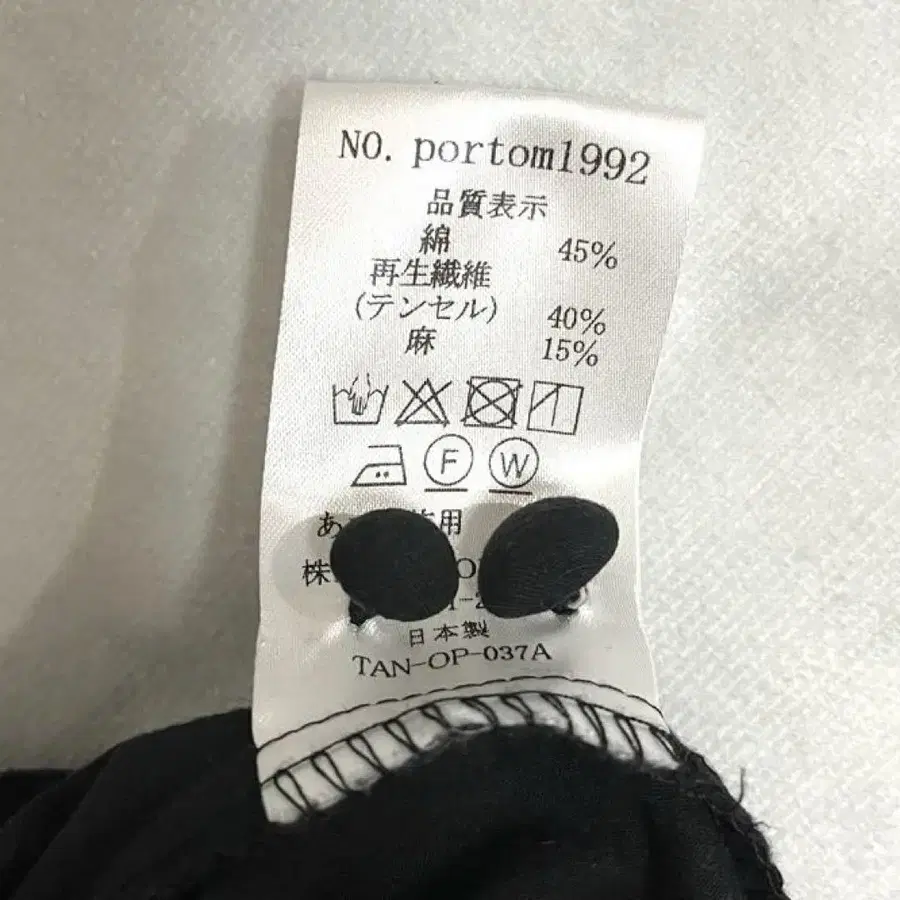 NO. portom1992
品質表示
綿 45%
再生繊維
(テンセル) 40%
麻 15%
F W
日本製
TAN-OP-037A